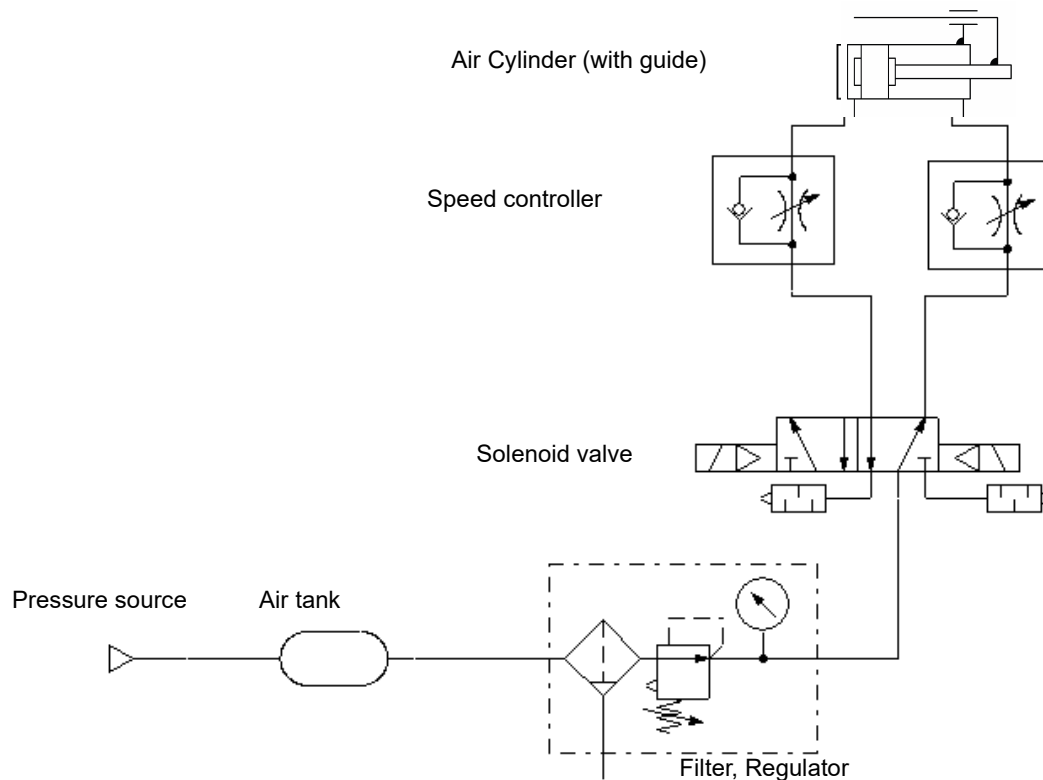 Air Cylinder (with guide)
Speed controller
Solenoid valve
Pressure source
Air tank
Filter, Regulator